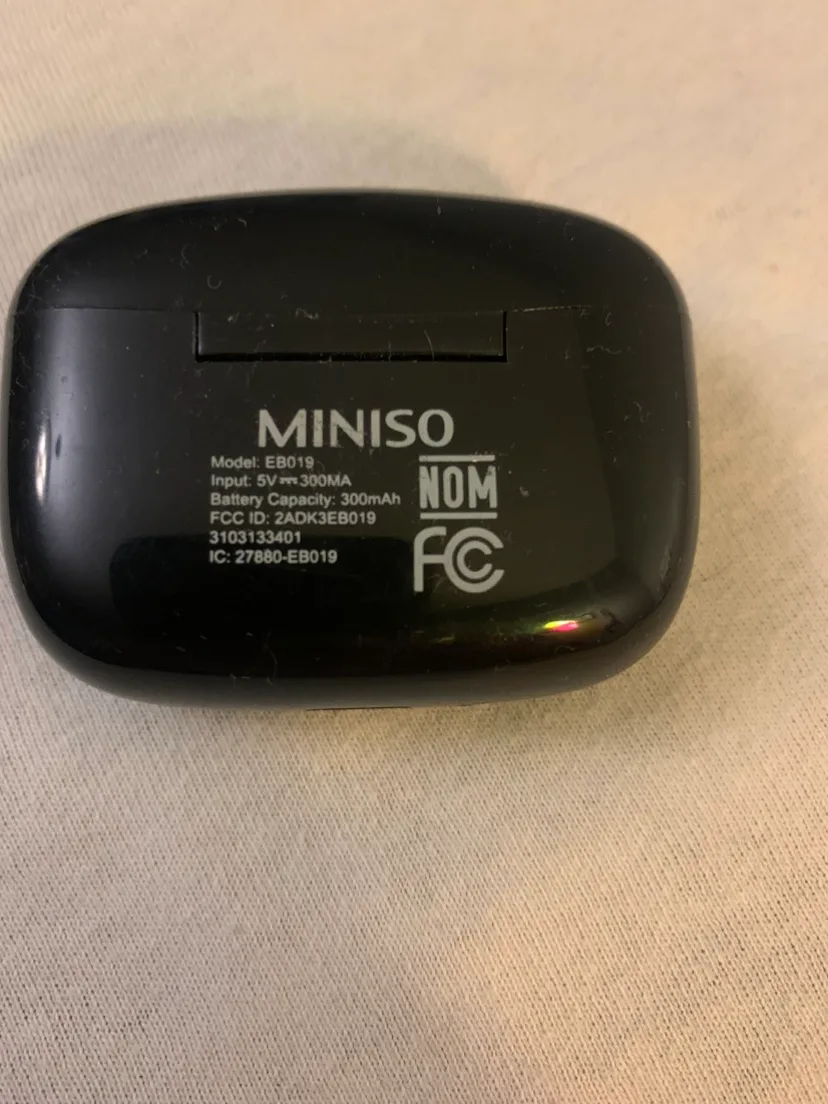 MINISO
Model: EB019
Input: 5V⎓300MA
Battery Capacity: 300mAh
FCC ID: 2ADK3EB019
3103133401
IC: 27880-EB019
NOM
FC